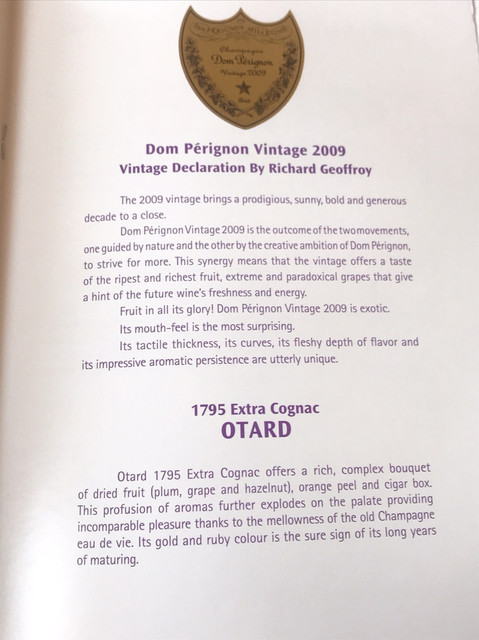 Champagne
Dom Pérignon
Vintage 2009
Dom Pérignon Vintage 2009
Vintage Declaration By Richard Geoffroy
The 2009 vintage brings a prodigious, sunny, bold and generous
decade to a close.
Dom Pérignon Vintage 2009 is the outcome of the two movements,
one guided by nature and the other by the creative ambition of Dom Pérignon,
to strive for more. This synergy means that the vintage offers a taste
of the ripest and richest fruit, extreme and paradoxical grapes that give
a hint of the future wine's freshness and energy.
Fruit in all its glory! Dom Pérignon Vintage 2009 is exotic.
Its mouth-feel is the most surprising.
Its tactile thickness, its curves, its fleshy depth of flavor and
its impressive aromatic persistence are utterly unique.
1795 Extra Cognac
OTARD
Otard 1795 Extra Cognac offers a rich, complex bouquet
of dried fruit (plum, grape and hazelnut), orange peel and cigar box.
This profusion of aromas further explodes on the palate providing
incomparable pleasure thanks to the mellowness of the old Champagne
eau de vie. Its gold and ruby colour is the sure sign of its long years
of maturing.